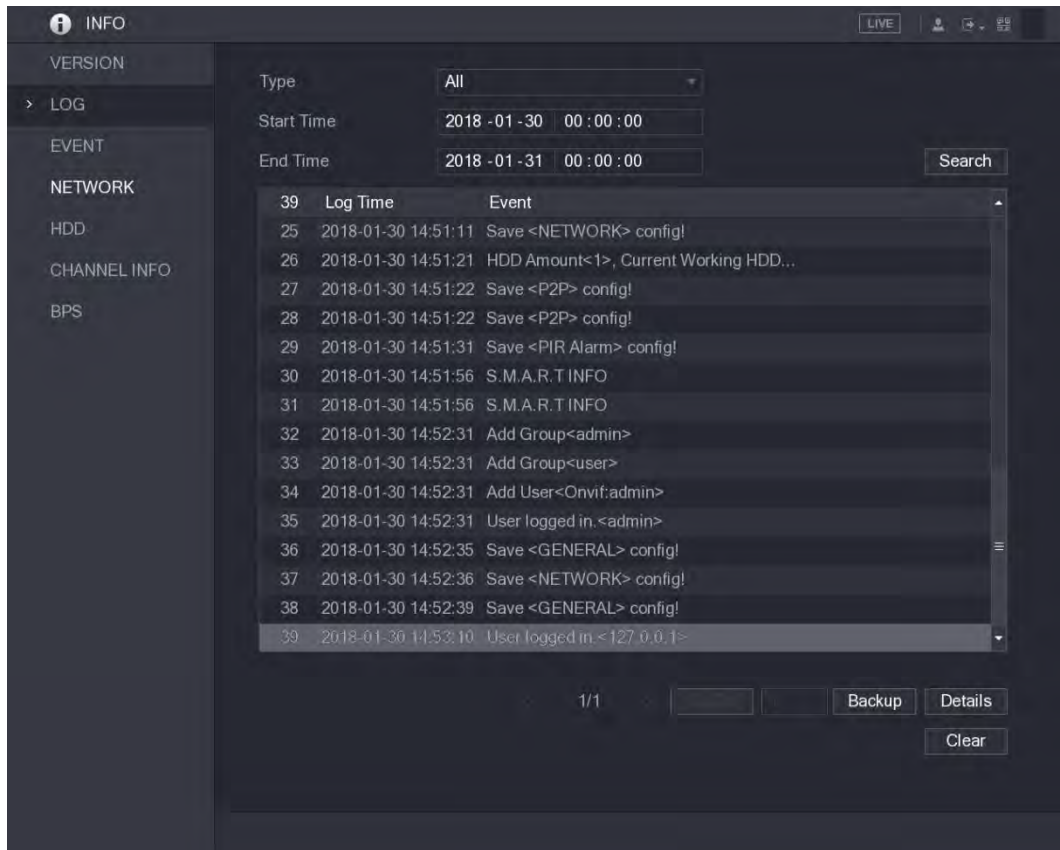 INFO LIVE
VERSION
Type All
LOG
Start Time 2018 -01 -30 00 : 00 : 00
EVENT
End Time 2018 -01 -31 00 : 00 : 00 Search
NETWORK
HDD
CHANNEL INFO
BPS
39 Log Time Event
25 2018-01-30 14:51:11 Save <NETWORK> config!
26 2018-01-30 14:51:21 HDD Amount<1>, Current Working HDD...
27 2018-01-30 14:51:22 Save <P2P> config!
28 2018-01-30 14:51:22 Save <P2P> config!
29 2018-01-30 14:51:31 Save <PIR Alarm> config!
30 2018-01-30 14:51:56 S.M.A.R.T INFO
31 2018-01-30 14:51:56 S.M.A.R.T INFO
32 2018-01-30 14:52:31 Add Group<admin>
33 2018-01-30 14:52:31 Add Group<user>
34 2018-01-30 14:52:31 Add User<Onvif:admin>
35 2018-01-30 14:52:31 User logged in.<admin>
36 2018-01-30 14:52:35 Save <GENERAL> config!
37 2018-01-30 14:52:36 Save <NETWORK> config!
38 2018-01-30 14:52:39 Save <GENERAL> config!
39 2018-01-30 14:53:10 User logged in.<127.0.0.1>
1/1 Backup Details
Clear